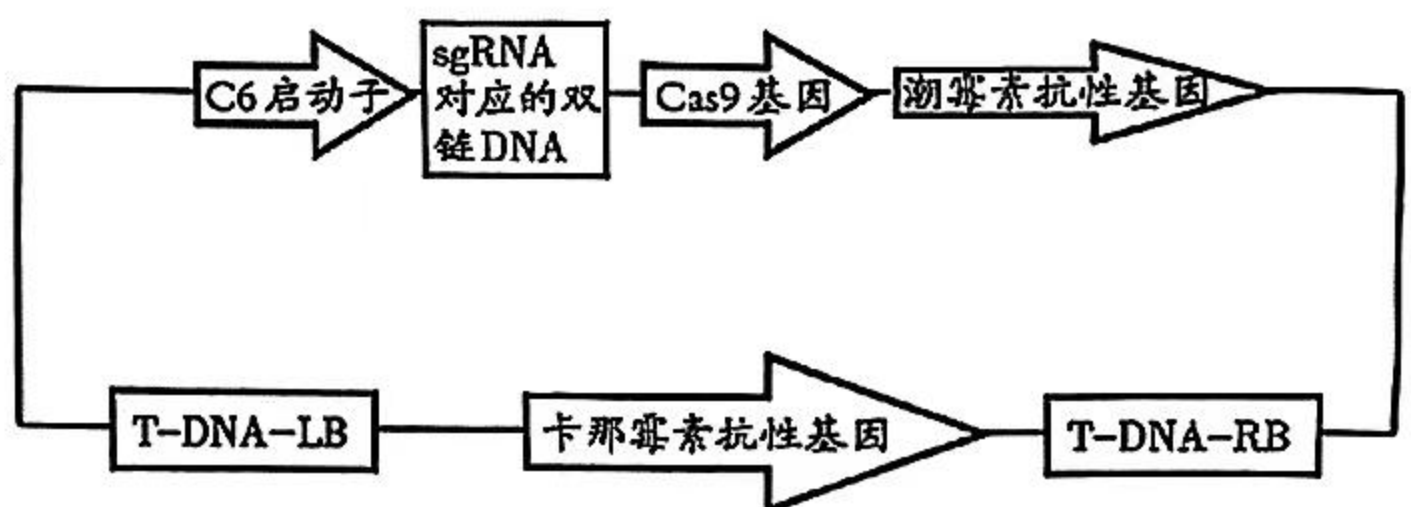 C6启动子
sgRNA
对应的双
链DNA
Cas9基因
潮霉素抗性基因
T-DNA-LB
卡那霉素抗性基因
T-DNA-RB